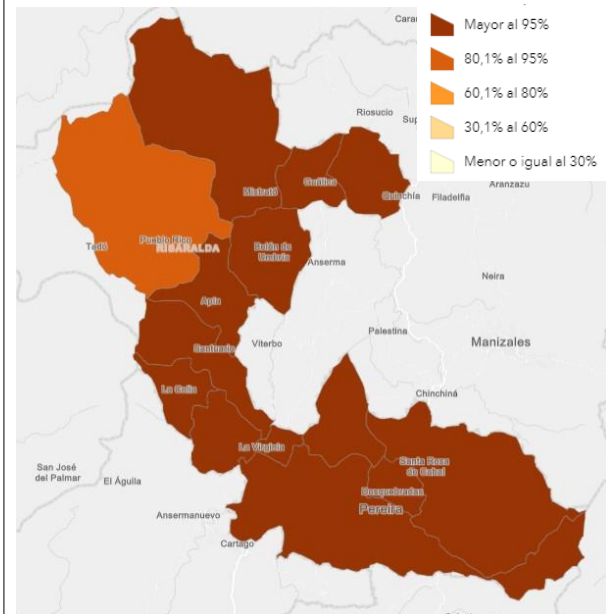 Mayor al 95%
80,1% al 95%
60,1% al 80%
30,1% al 60%
Menor o igual al 30%
Riosucio
Mistrató
Guática
Quinchía
Filadelfia
Aranzazu
Tadó
Pueblo Rico
RISARALDA
Belén de
Umbría
Anserma
Neira
Apía
Palestina
Santuario
Viterbo
Manizales
La Celia
Chinchiná
La Virginia
Santa Rosa
de Cabal
San José
del Palmar
El Águila
Dosquebradas
Pereira
Ansermanuevo
Cartago